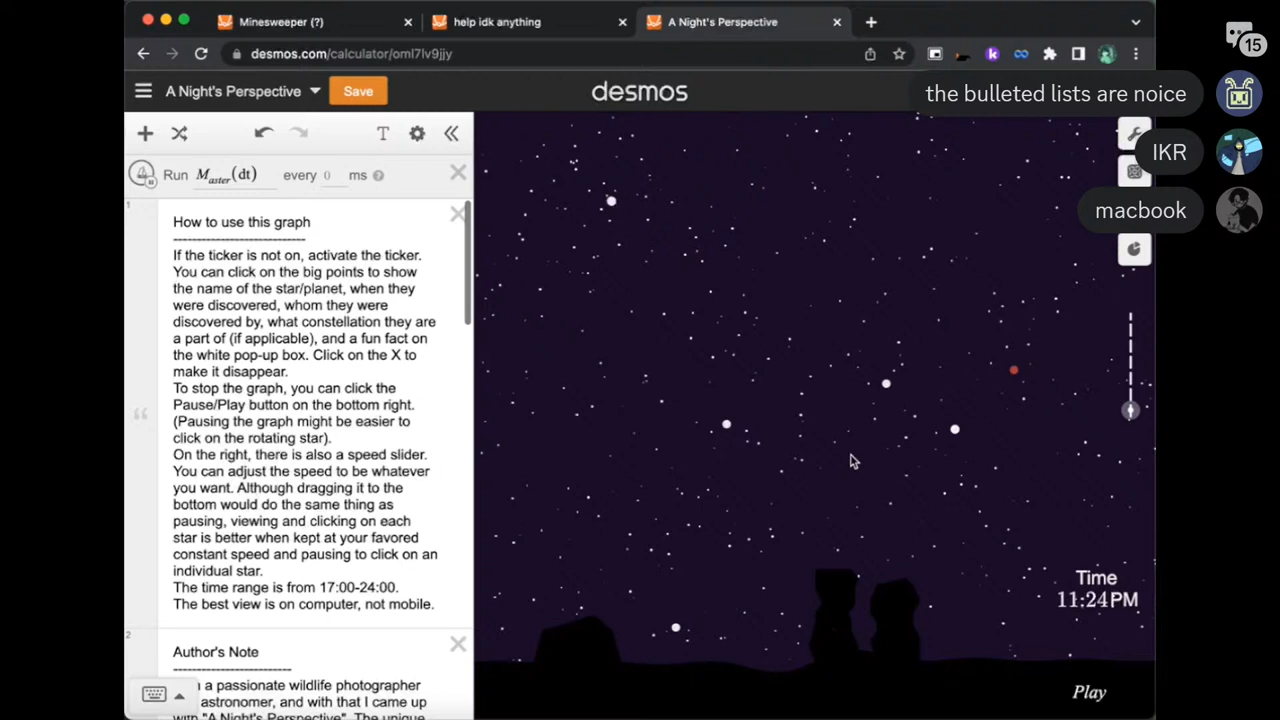 15
Minesweeper (?)
help idk anything
A Night's Perspective
desmos.com/calculator/oml7lv9jjy
the bulleted lists are noice
A Night's Perspective
Save
desmos
IKR
macbook
Run Master(dt) every 0 ms
1
How to use this graph
----------------------------
If the ticker is not on, activate the ticker.
You can click on the big points to show
the name of the star/planet, when they
were discovered, whom they were
discovered by, what constellation they are
a part of (if applicable), and a fun fact on
the white pop-up box. Click on the X to
make it disappear.
To stop the graph, you can click the
Pause/Play button on the bottom right.
(Pausing the graph might be easier to
click on the rotating star).
On the right, there is also a speed slider.
You can adjust the speed to be whatever
you want. Although dragging it to the
bottom would do the same thing as
pausing, viewing and clicking on each
star is better when kept at your favored
constant speed and pausing to click on an
individual star.
The time range is from 17:00-24:00.
The best view is on computer, not mobile.
Time
11:24PM
2
Author's Note
-------------------------
a passionate wildlife photographer
astronomer, and with that I came up
with "A Night's Perspective". The unique
Play